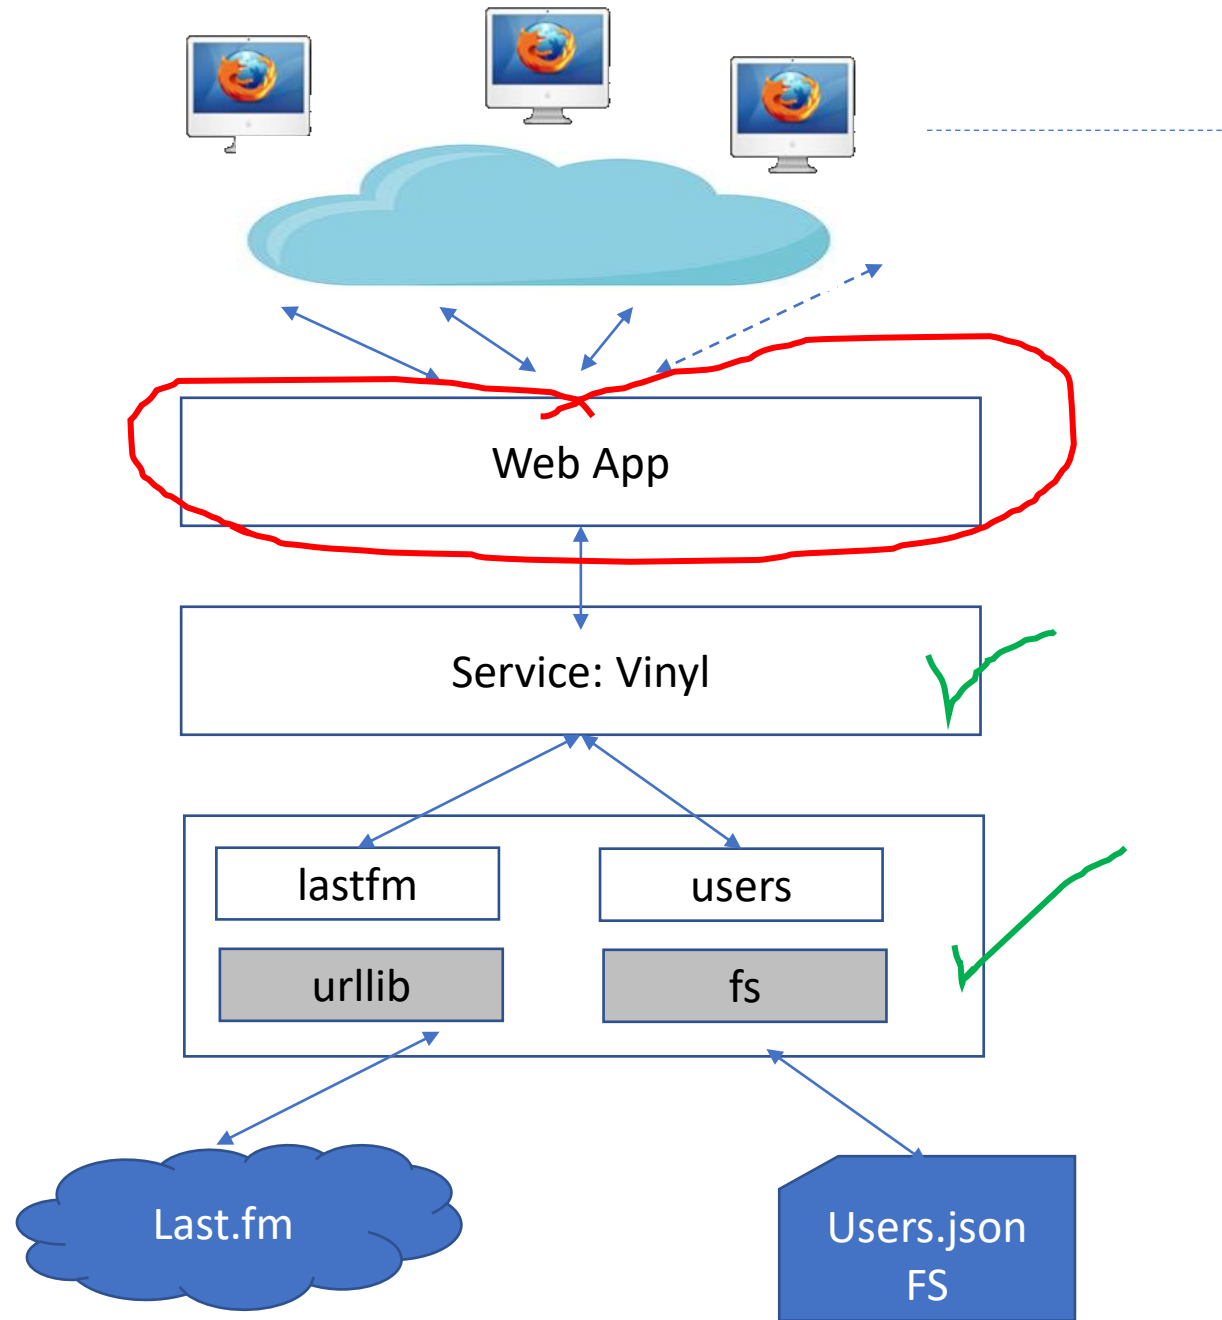 Web App
Service: Vinyl
lastfm
users
urllib
fs
Last.fm
Users.json
FS